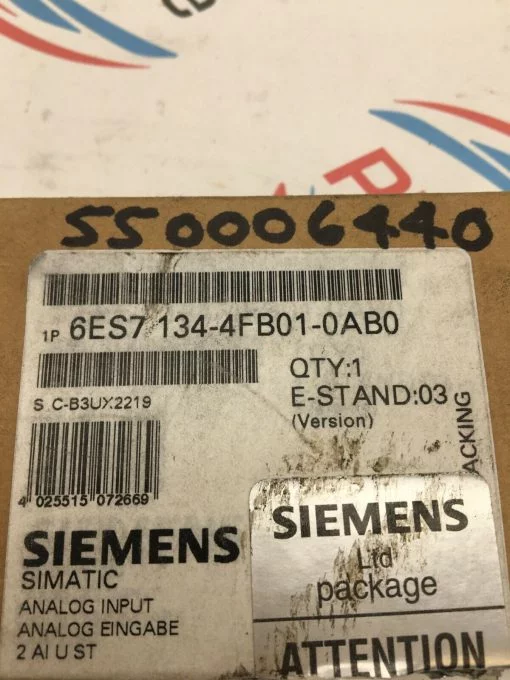 550006440
1P 6ES7 134-4FB01-0AB0
QTY:1
S C-B3UX2219
E-STAND:03
(Version)
ACKING
4 025515 072669
SIEMENS
SIMATIC
ANALOG INPUT
ANALOG EINGABE
2 AI U ST
SIEMENS
Ltd
package
ATTENTION